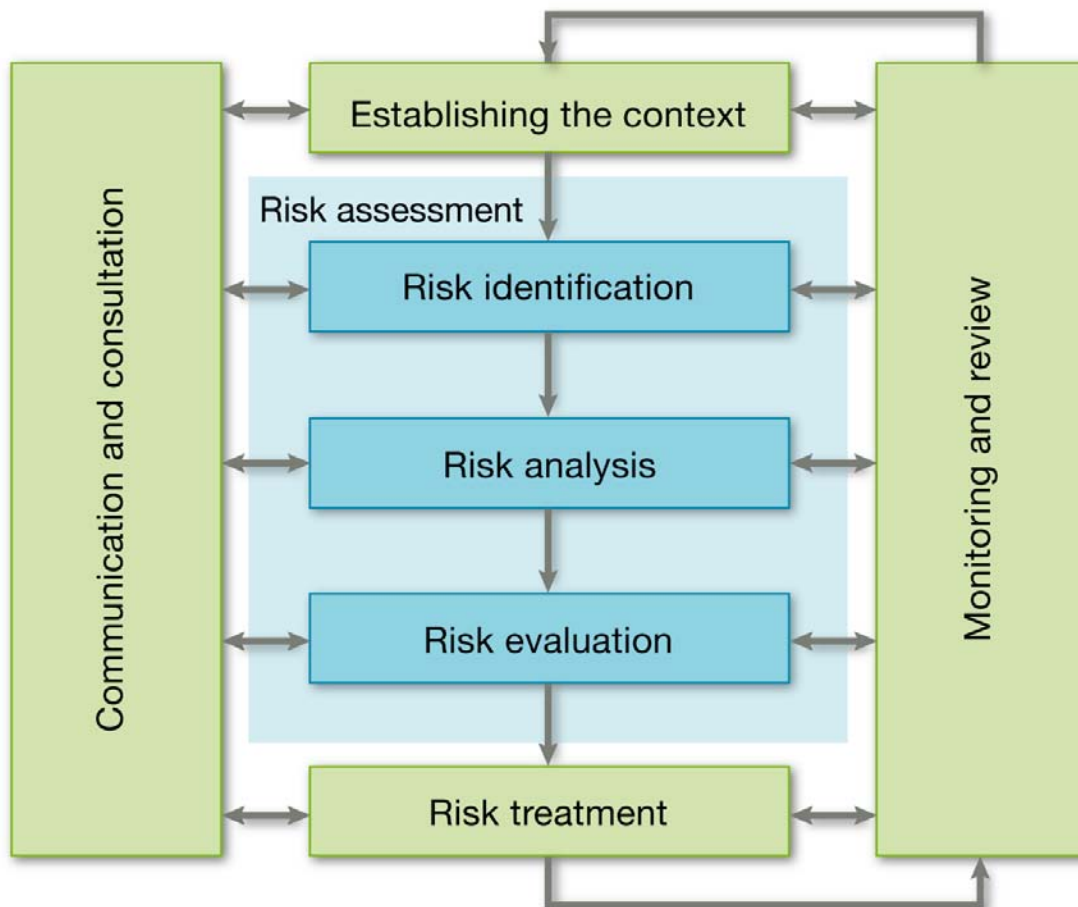 Communication and consultation
Establishing the context
Risk assessment
Risk identification
Risk analysis
Risk evaluation
Risk treatment
Monitoring and review